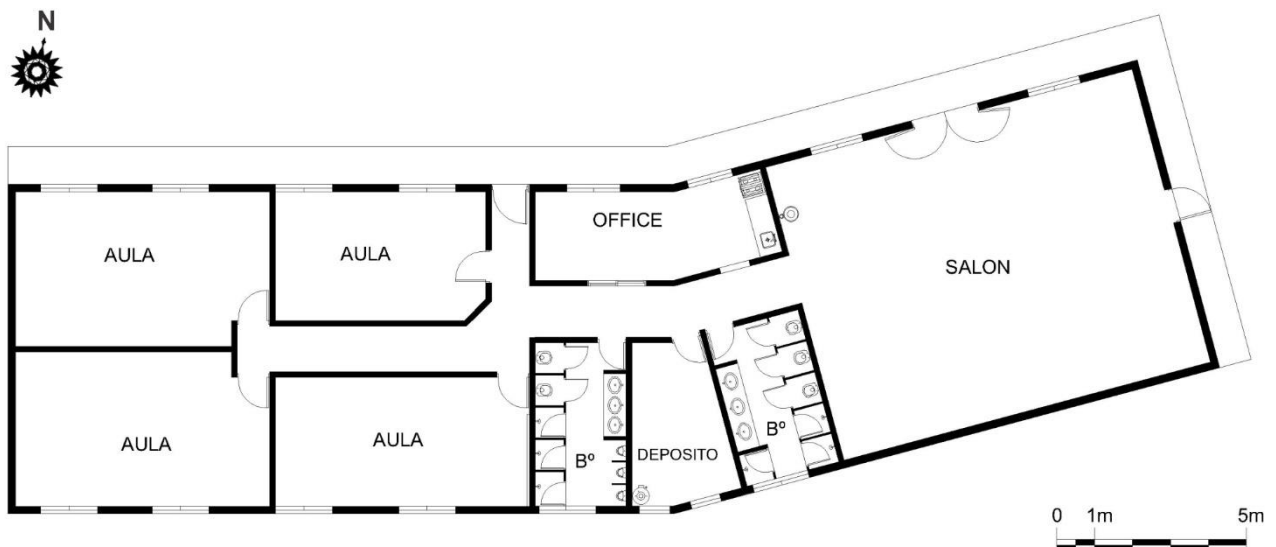 N
OFFICE
AULA
AULA
SALON
AULA
AULA
Bº
Bº
DEPOSITO
0 1m 5m